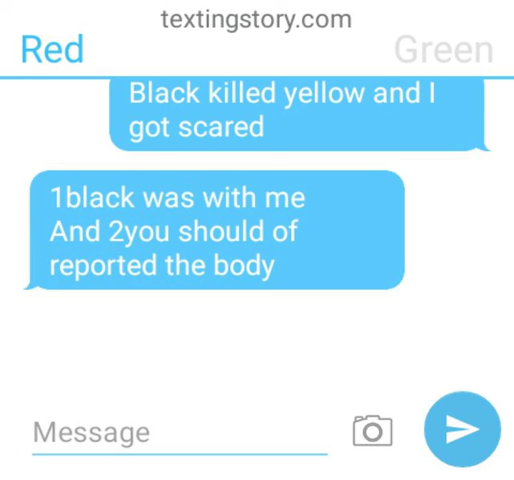 textingstory.com
Red
Green
Black killed yellow and I
got scared
1black was with me
And 2you should of
reported the body
Message